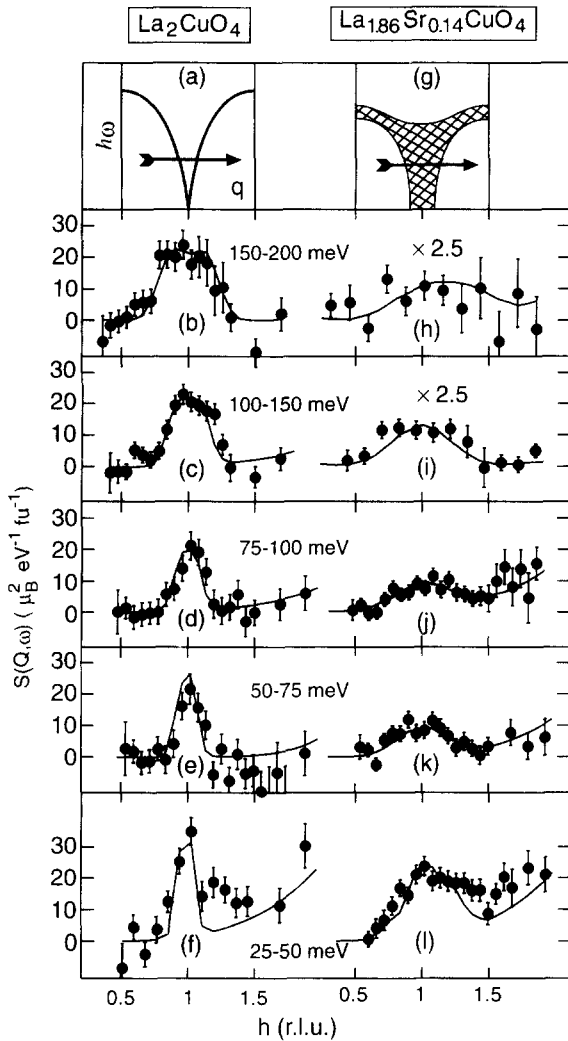 La₂CuO₄ La₁.₈₆Sr₀.₁₄CuO₄
(a) (g)
ħω
q
30
20
10
0
150-200 meV × 2.5
(b) (h)
30
20
10
0
100-150 meV × 2.5
(c) (i)
30
20
10
0
75-100 meV
(d) (j)
30
20
10
0
50-75 meV
(e) (k)
30
20
10
0
(f) 25-50 meV (l)
S(Q,ω) ( μ_B² eV⁻¹ fu⁻¹)
0.5 1 1.5 0.5 1 1.5
h (r.l.u.) h (r.l.u.)